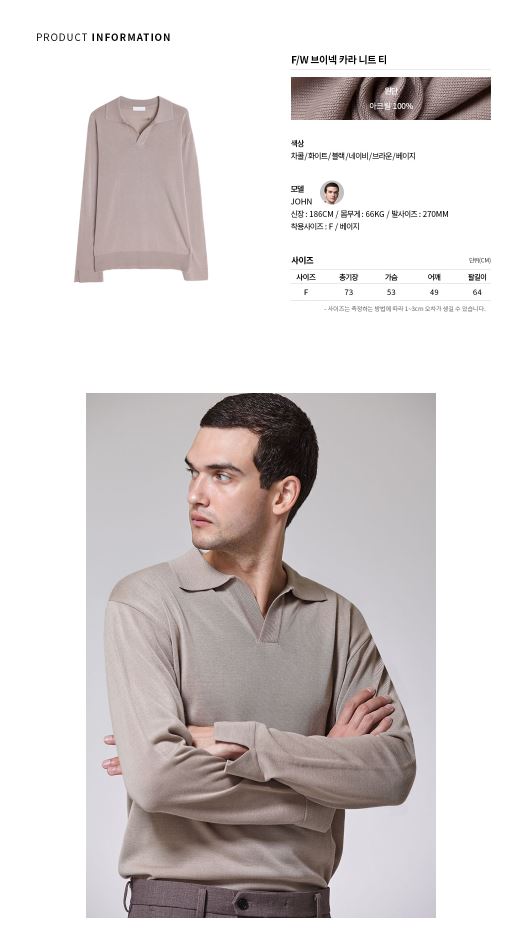 PRODUCT INFORMATION
F/W 브이넥 카라 니트 티
원단
아크릴 100%
색상
차콜/화이트/블랙/네이비/브라운/베이지
모델
JOHN
신장 : 186CM / 몸무게 : 66KG / 발사이즈 : 270MM
착용사이즈 : F / 베이지
사이즈 단위(CM)
사이즈 총기장 가슴 어깨 팔길이
F 73 53 49 64
- 사이즈는 측정하는 방법에 따라 1~3cm 오차가 생길 수 있습니다.